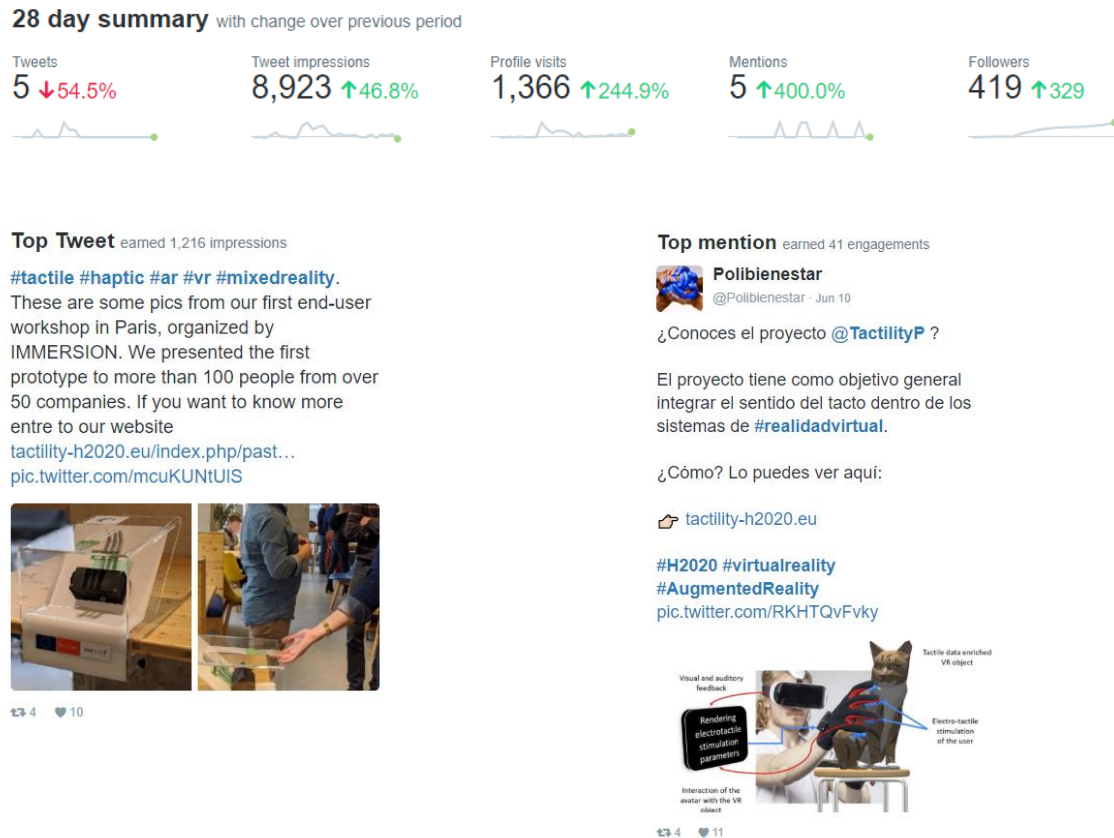 28 day summary with change over previous period
Tweets
5 ↓54.5%
Tweet impressions
8,923 ↑46.8%
Profile visits
1,366 ↑244.9%
Mentions
5 ↑400.0%
Followers
419 ↑329
Top Tweet earned 1,216 impressions
#tactile #haptic #ar #vr #mixedreality.
These are some pics from our first end-user
workshop in Paris, organized by
IMMERSION. We presented the first
prototype to more than 100 people from over
50 companies. If you want to know more
entre to our website
tactility-h2020.eu/index.php/past…
pic.twitter.com/mcuKUNtUlS
4 10
Top mention earned 41 engagements
Polibienestar
@Polibienestar · Jun 10
¿Conoces el proyecto @TactilityP ?
El proyecto tiene como objetivo general
integrar el sentido del tacto dentro de los
sistemas de #realidadvirtual.
¿Cómo? Lo puedes ver aquí:
👉 tactility-h2020.eu
#H2020 #virtualreality
#AugmentedReality
pic.twitter.com/RKHTQvFvky
Tactile data enriched
VR object
Visual and auditory
feedback
Rendering
electrotactile
stimulation
parameters
Electro-tactile
stimulation
of the user
Interaction of the
avatar with the VR
object
4 11